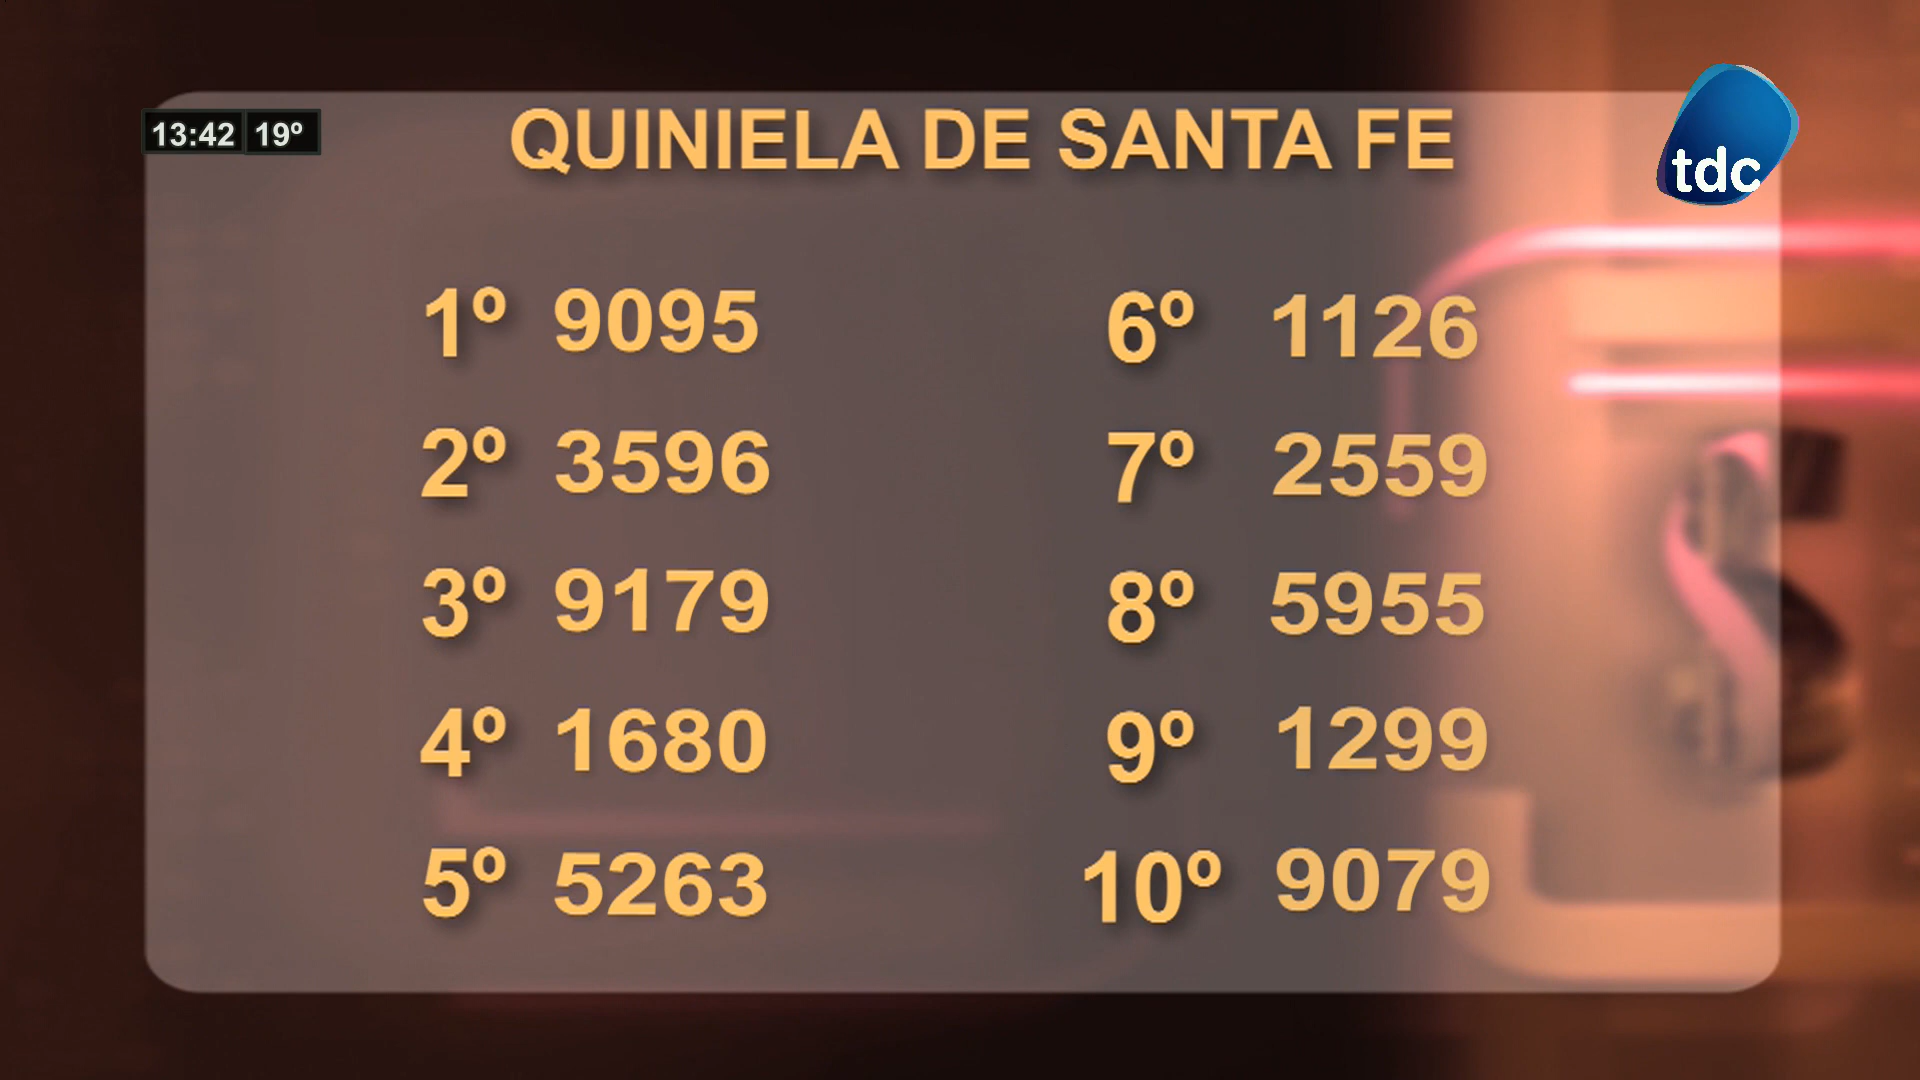 13:42 19º
QUINIELA DE SANTA FE
tdc
1º 9095
2º 3596
3º 9179
4º 1680
5º 5263
6º 1126
7º 2559
8º 5955
9º 1299
10º 9079